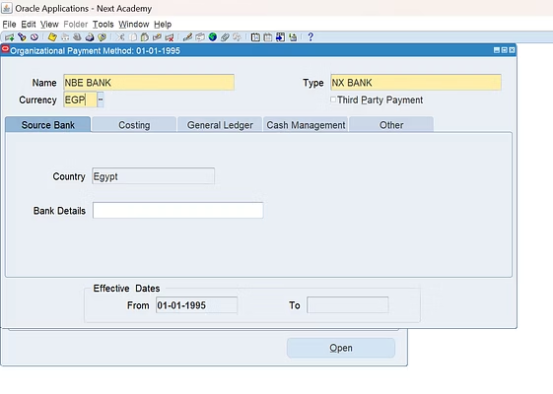 Oracle Applications - Next Academy
File Edit View Folder Tools Window Help
Organizational Payment Method: 01-01-1995
Name NBE BANK Type NX BANK
Currency EGP Third Party Payment
Source Bank Costing General Ledger Cash Management Other
Country Egypt
Bank Details
Effective Dates
From 01-01-1995 To
Open